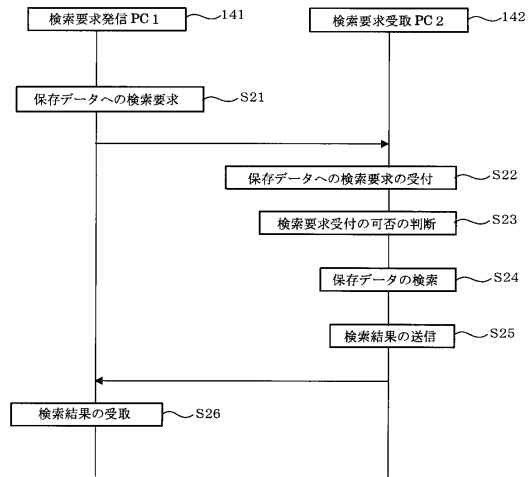 検索要求発信PC1 141
検索要求受取PC2 142
保存データへの検索要求 S21
保存データへの検索要求の受付 S22
検索要求受付の可否の判断 S23
保存データの検索 S24
検索結果の送信 S25
検索結果の受取 S26